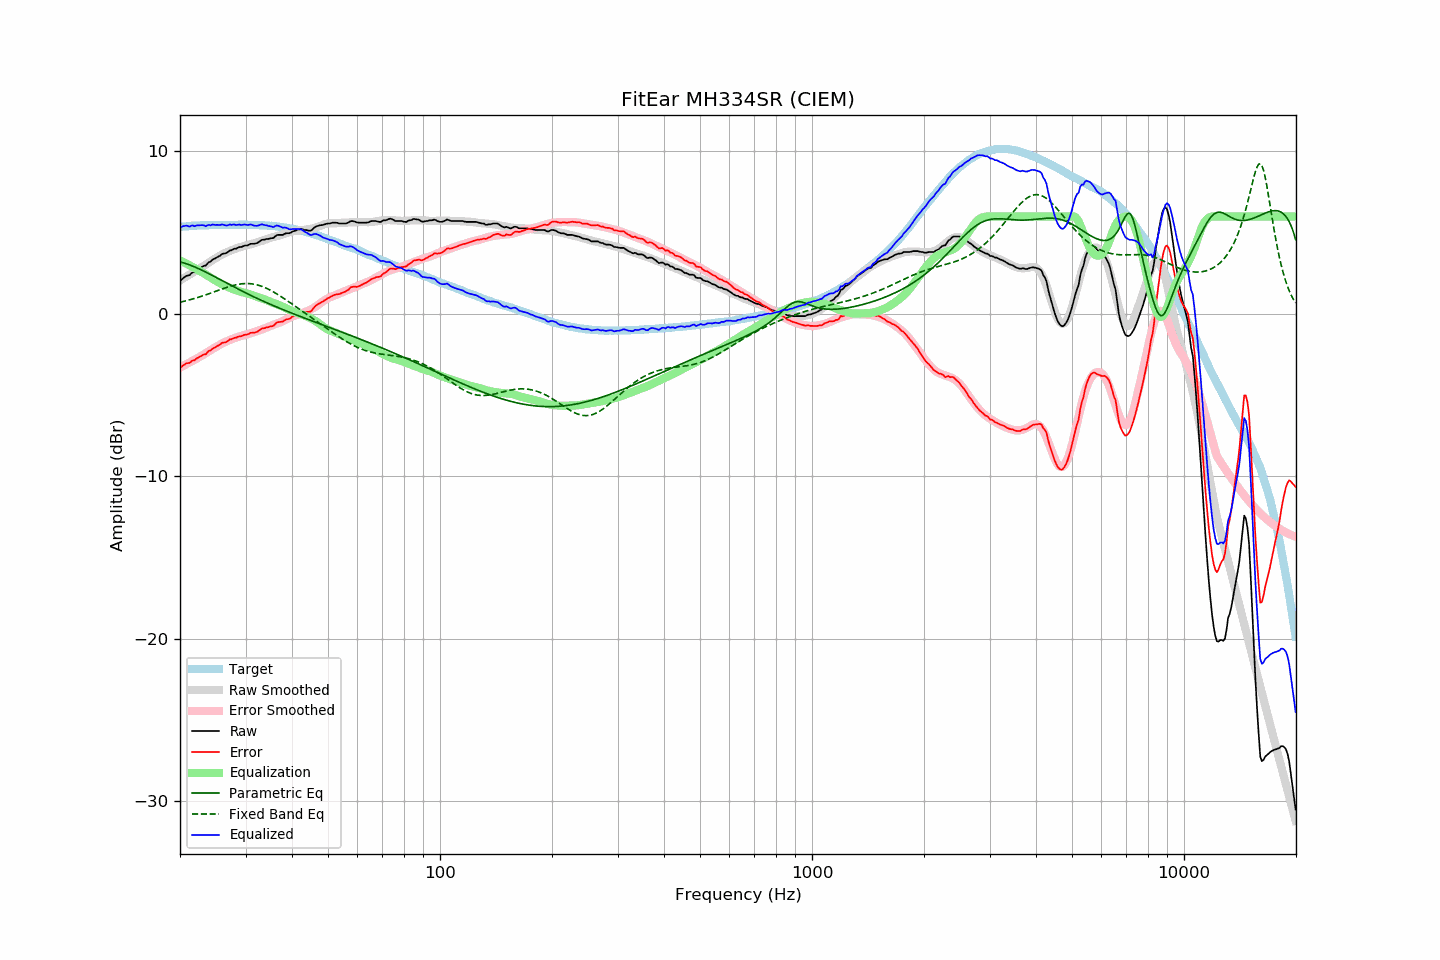 FitEar MH334SR (CIEM)
10
0
−10
−20
−30
Amplitude (dBr)
Target
Raw Smoothed
Error Smoothed
Raw
Error
Equalization
Parametric Eq
Fixed Band Eq
Equalized
100
1000
10000
Frequency (Hz)